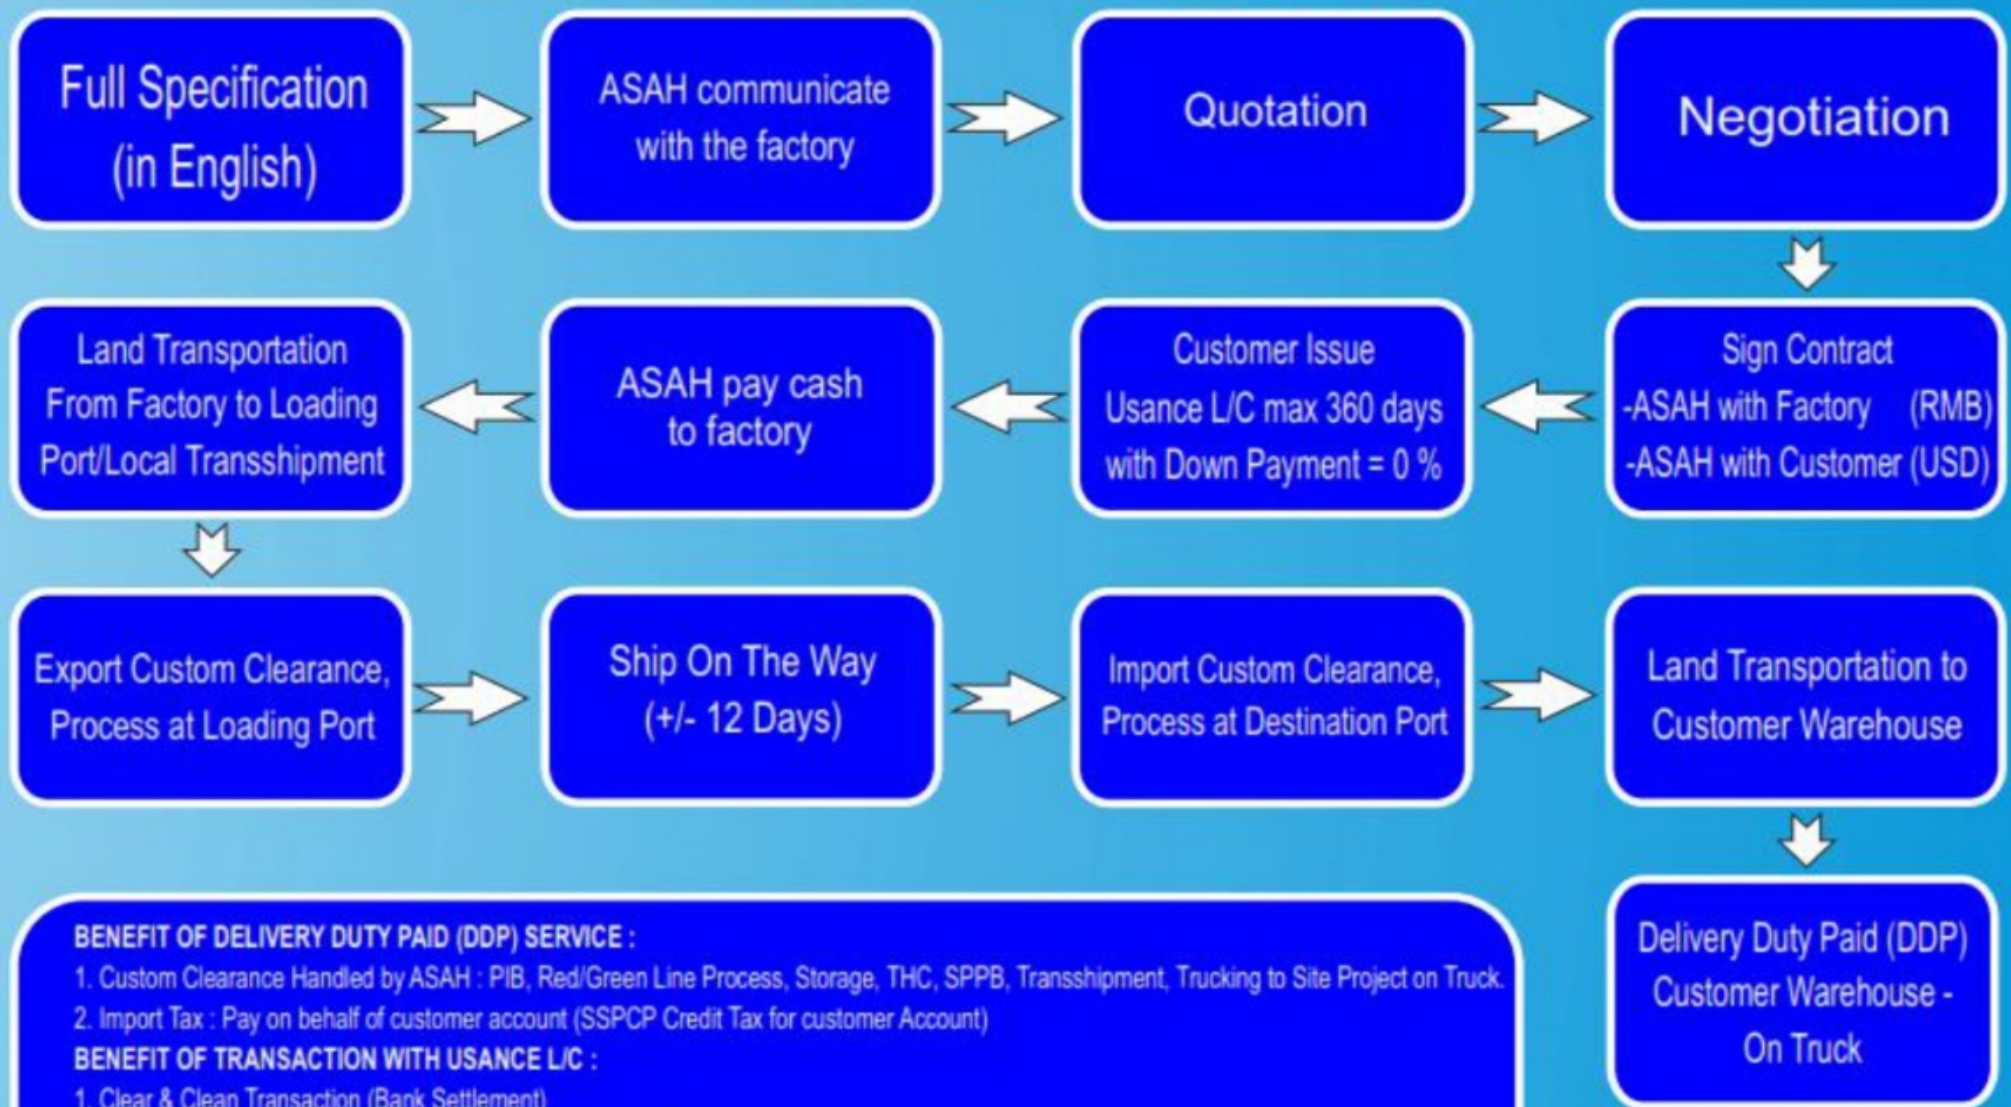 Full Specification
(in English)
ASAH communicate
with the factory
Quotation
Negotiation
Sign Contract
-ASAH with Factory (RMB)
-ASAH with Customer (USD)
Customer Issue
Usance L/C max 360 days
with Down Payment = 0 %
ASAH pay cash
to factory
Land Transportation
From Factory to Loading
Port/Local Transshipment
Export Custom Clearance,
Process at Loading Port
Ship On The Way
(+/- 12 Days)
Import Custom Clearance,
Process at Destination Port
Land Transportation to
Customer Warehouse
Delivery Duty Paid (DDP)
Customer Warehouse -
On Truck
BENEFIT OF DELIVERY DUTY PAID (DDP) SERVICE :
1. Custom Clearance Handled by ASAH : PIB, Red/Green Line Process, Storage, THC, SPPB, Transshipment, Trucking to Site Project on Truck.
2. Import Tax : Pay on behalf of customer account (SSPCP Credit Tax for customer Account)
BENEFIT OF TRANSACTION WITH USANCE L/C :
1. Clear & Clean Transaction (Bank Settlement)